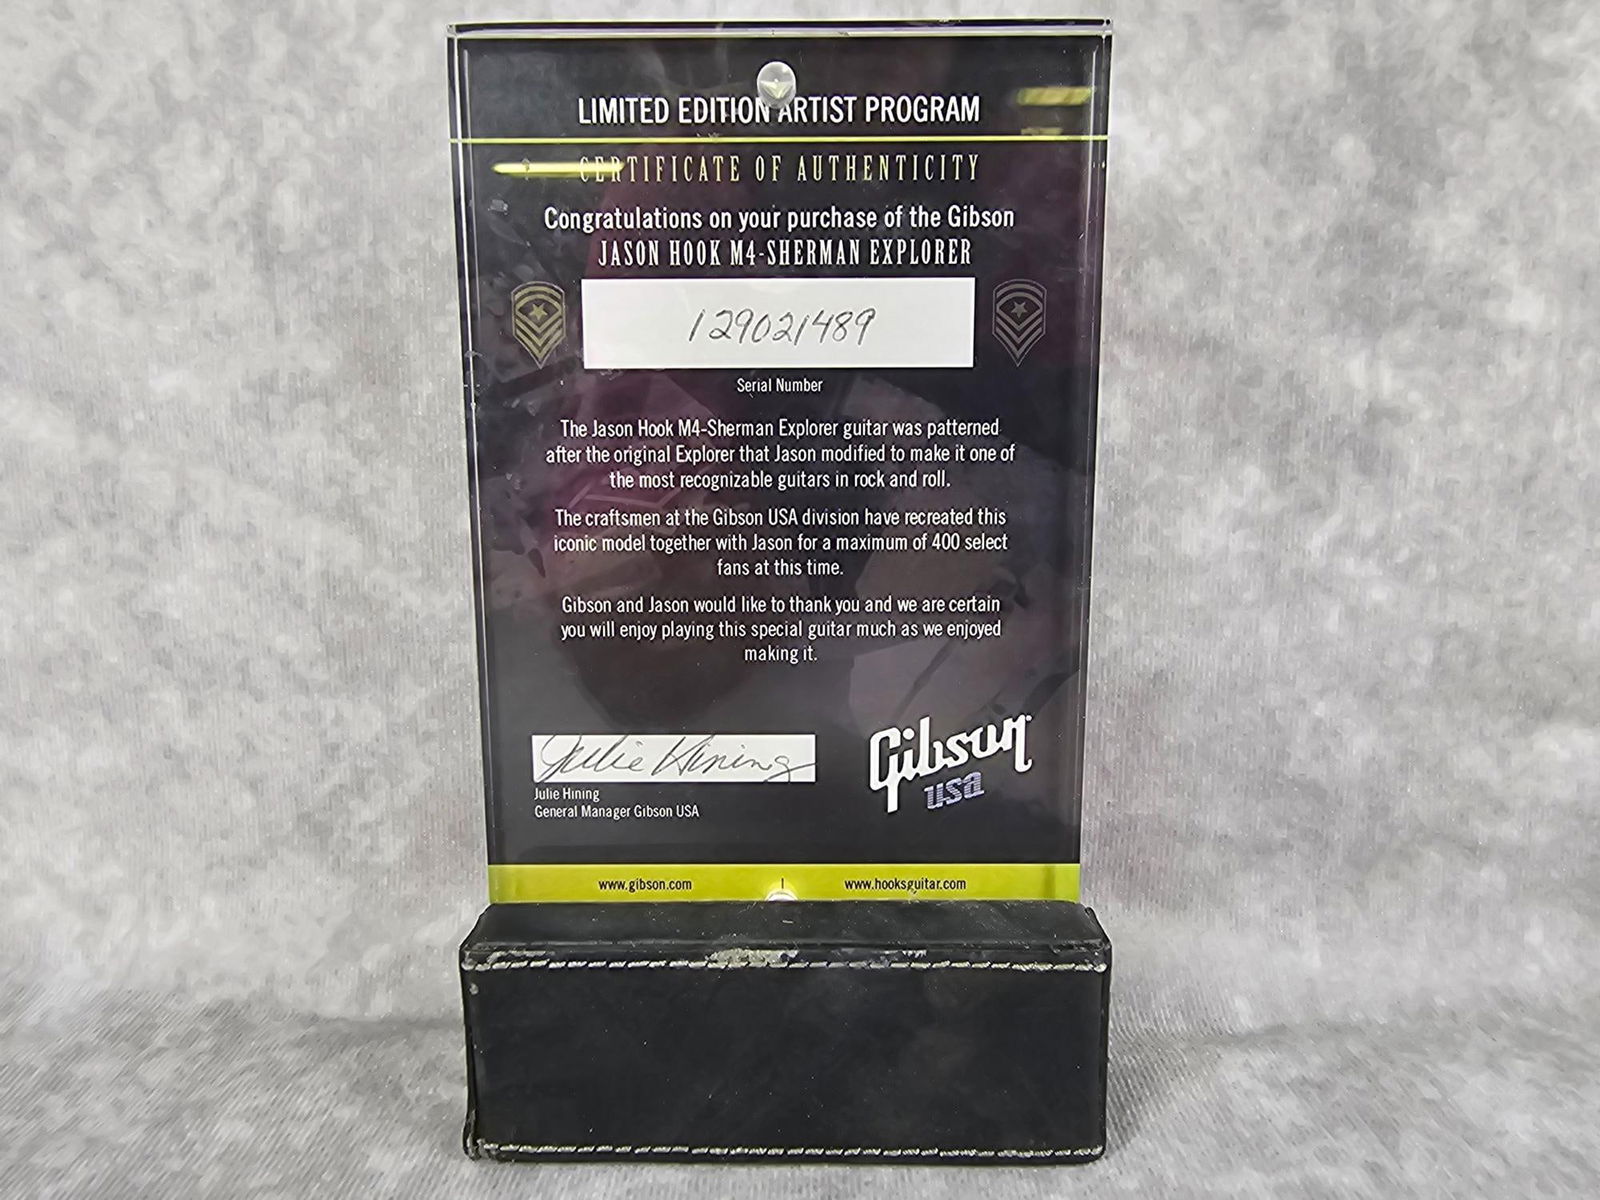 LIMITED EDITION ARTIST PROGRAM
CERTIFICATE OF AUTHENTICITY
Congratulations on your purchase of the Gibson
JASON HOOK M4-SHERMAN EXPLORER
129021489
Serial Number
The Jason Hook M4-Sherman Explorer guitar was patterned
after the original Explorer that Jason modified to make it one of
the most recognizable guitars in rock and roll.
The craftsmen at the Gibson USA division have recreated this
iconic model together with Jason for a maximum of 400 select
fans at this time.
Gibson and Jason would like to thank you and we are certain
you will enjoy playing this special guitar much as we enjoyed
making it.
Julie Hining
Julie Hining
General Manager Gibson USA
Gibson
usa
www.gibson.com | www.hooksguitar.com